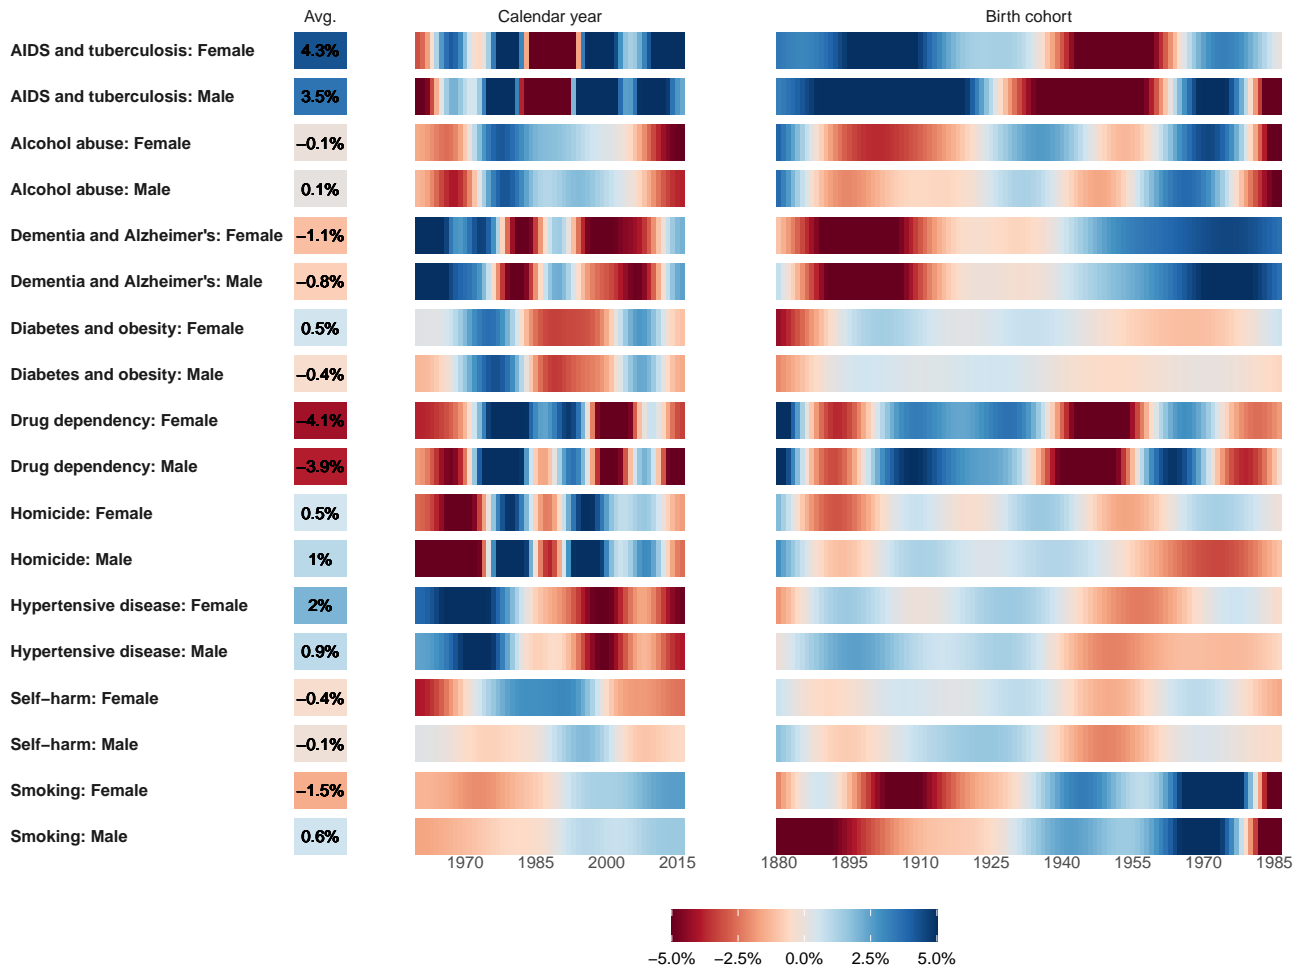 Avg. Calendar year Birth cohort
AIDS and tuberculosis: Female 4.3%
AIDS and tuberculosis: Male 3.5%
Alcohol abuse: Female −0.1%
Alcohol abuse: Male 0.1%
Dementia and Alzheimer's: Female −1.1%
Dementia and Alzheimer's: Male −0.8%
Diabetes and obesity: Female 0.5%
Diabetes and obesity: Male −0.4%
Drug dependency: Female −4.1%
Drug dependency: Male −3.9%
Homicide: Female 0.5%
Homicide: Male 1%
Hypertensive disease: Female 2%
Hypertensive disease: Male 0.9%
Self−harm: Female −0.4%
Self−harm: Male −0.1%
Smoking: Female −1.5%
Smoking: Male 0.6%
1970 1985 2000 2015 1880 1895 1910 1925 1940 1955 1970 1985
−5.0% −2.5% 0.0% 2.5% 5.0%